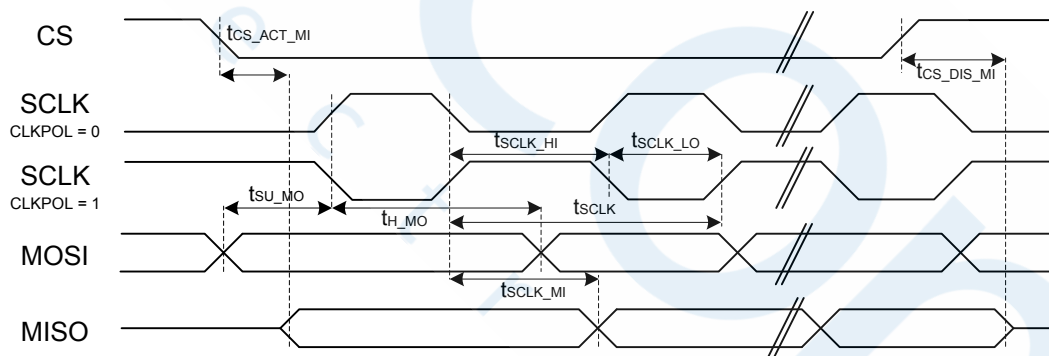 CS
tCS_ACT_MI
tCS_DIS_MI
SCLK
CLKPOL = 0
tSCLK_HI
tSCLK_LO
SCLK
CLKPOL = 1
tSU_MO
tH_MO
tSCLK
MOSI
tSCLK_MI
MISO